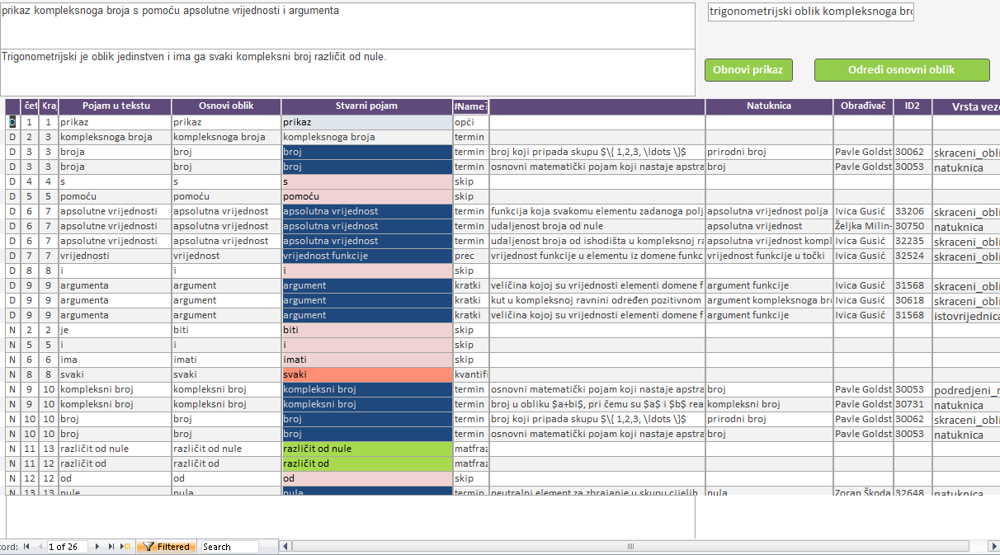 prikaz kompleksnoga broja s pomoću apsolutne vrijednosti i argumenta
trigonometrijski oblik kompleksnoga bro
Trigonometrijski je oblik jedinstven i ima ga svaki kompleksni broj različit od nule.
Obnovi prikaz Odredi osnovni oblik
čet Kraj Pojam u tekstu Osnovi oblik Stvarni pojam #Name? Natuknica Obrađivač ID2 Vrsta vezo
D 1 1 prikaz prikaz prikaz opći
D 2 3 kompleksnoga broja kompleksnoga broja kompleksnoga broja termin
D 3 3 broja broj broj termin broj koji pripada skupu $\{ 1,2,3, \ldots \}$ prirodni broj Pavle Goldst 30062 skraceni_obli
D 3 3 broja broj broj termin osnovni matematički pojam koji nastaje apstra broj Pavle Goldst 30053 natuknica
D 4 4 s s s skip
D 5 5 pomoću pomoću pomoću skip
D 6 7 apsolutne vrijednosti apsolutna vrijednost apsolutna vrijednost termin funkcija koja svakomu elementu zadanoga polj apsolutna vrijednost polja Ivica Gusić 33206 skraceni_obli
D 6 7 apsolutne vrijednosti apsolutna vrijednost apsolutna vrijednost termin udaljenost broja od nule apsolutna vrijednost Željka Milin- 30750 natuknica
D 6 7 apsolutne vrijednosti apsolutna vrijednost apsolutna vrijednost termin udaljenost broja od ishodišta u kompleksnoj ra apsolutna vrijednost kompl Ivica Gusić 32235 skraceni_obli
D 7 7 vrijednosti vrijednost vrijednost funkcije prec vrijednost funkcije u elementu iz domene funkc vrijednost funkcije u točki Ivica Gusić 32524 skraceni_obli
D 8 8 i i i skip
D 9 9 argumenta argument argument kratki veličina kojoj su vrijednosti elementi domene f argument funkcije Ivica Gusić 31568 skraceni_obli
D 9 9 argumenta argument argument kratki kut u kompleksnoj ravnini određen pozitivnom argument kompleksnoga bro Ivica Gusić 30618 skraceni_obli
D 9 9 argumenta argument argument kratki veličina kojoj su vrijednosti elementi domene f argument funkcije Ivica Gusić 31568 istovrijednica
N 2 2 je biti biti skip
N 5 5 i i i skip
N 6 6 ima imati imati skip
N 8 8 svaki svaki svaki kvantifi
N 9 10 kompleksni broj kompleksni broj kompleksni broj termin osnovni matematički pojam koji nastaje apstra broj Pavle Goldst 30053 podredjeni_n
N 9 10 kompleksni broj kompleksni broj kompleksni broj termin broj u obliku $a+bi$, pri čemu su $a$ i $b$ rea kompleksni broj Pavle Goldst 30731 natuknica
N 10 10 broj broj broj termin broj koji pripada skupu $\{ 1,2,3, \ldots \}$ prirodni broj Pavle Goldst 30062 skraceni_obli
N 10 10 broj broj broj termin osnovni matematički pojam koji nastaje apstra broj Pavle Goldst 30053 natuknica
N 11 13 različit od nule različit od nule različit od nule matfraz
N 11 12 različit od različit od različit od matfraz
N 12 12 od od od skip
N 13 13 nule nula nula termin neutralni element za zbrajanje u skupu cijelih nula Zoran Škoda 32648 natuknica
cord: 1 of 26 Filtered Search